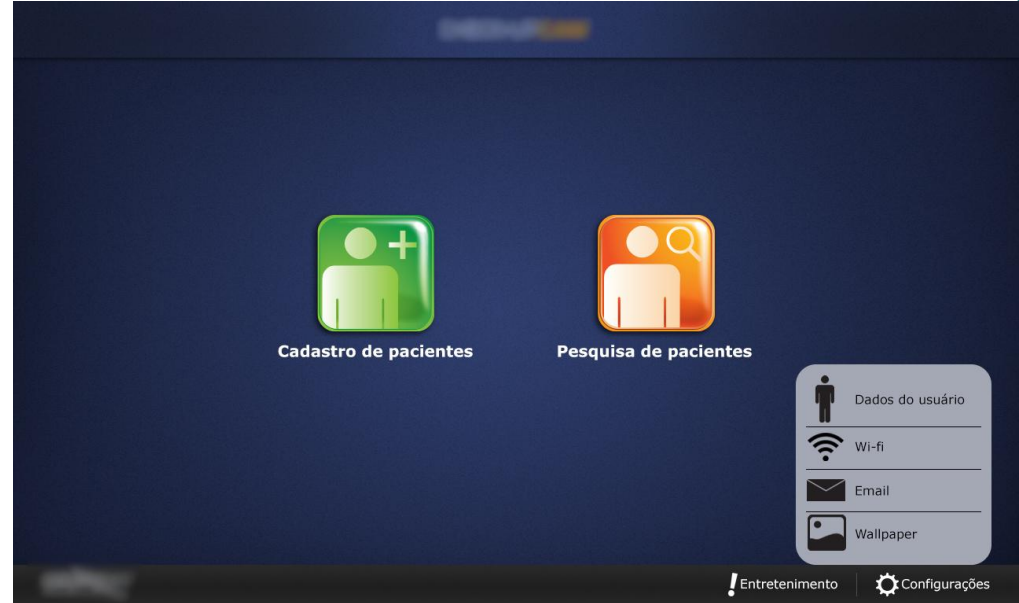 Cadastro de pacientes
Pesquisa de pacientes
Dados do usuário
Wi-fi
Email
Wallpaper
Entretenimento
Configurações